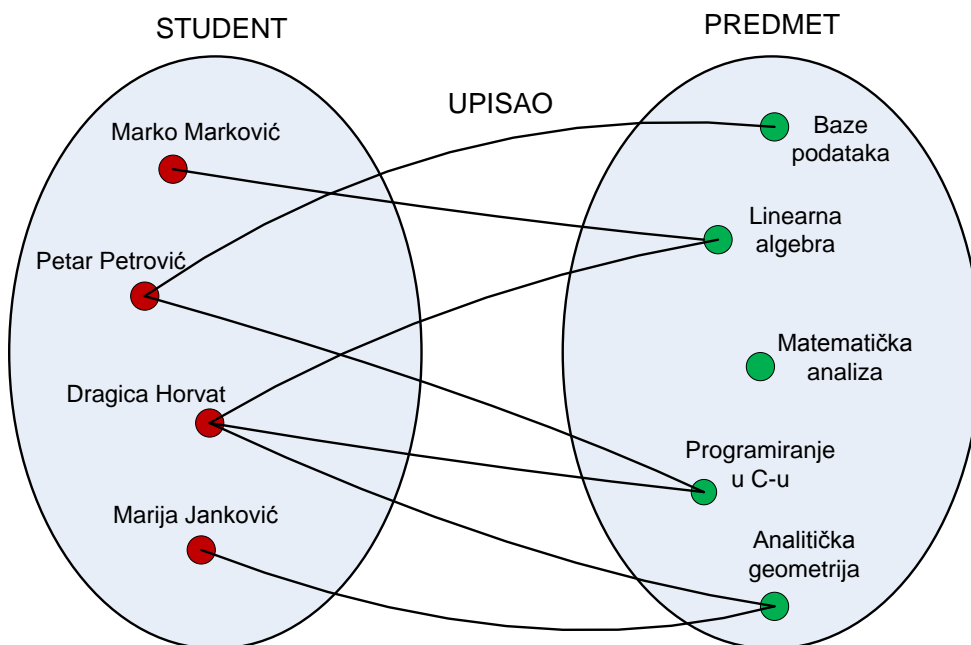 STUDENT
PREDMET
UPISAO
Marko Marković
Petar Petrović
Dragica Horvat
Marija Janković
Baze
podataka
Linearna
algebra
Matematička
analiza
Programiranje
u C-u
Analitička
geometrija